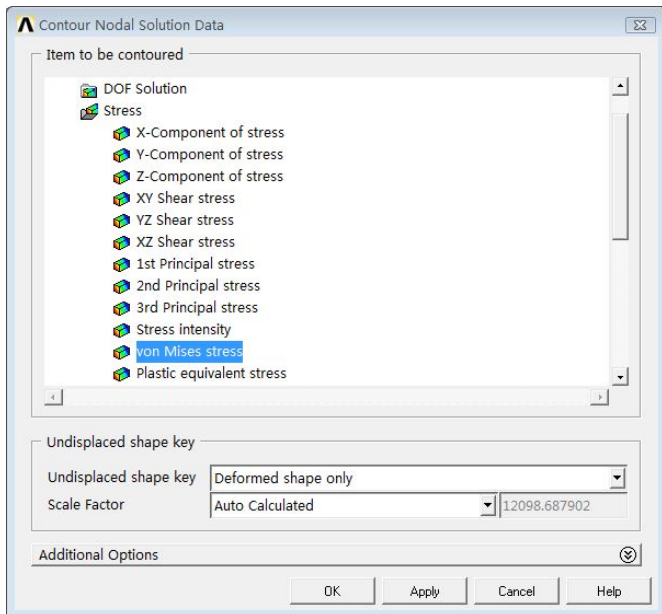 Contour Nodal Solution Data
Item to be contoured
DOF Solution
Stress
X-Component of stress
Y-Component of stress
Z-Component of stress
XY Shear stress
YZ Shear stress
XZ Shear stress
1st Principal stress
2nd Principal stress
3rd Principal stress
Stress intensity
von Mises stress
Plastic equivalent stress
Undisplaced shape key
Undisplaced shape key Deformed shape only
Scale Factor Auto Calculated 12098.687902
Additional Options
OK Apply Cancel Help